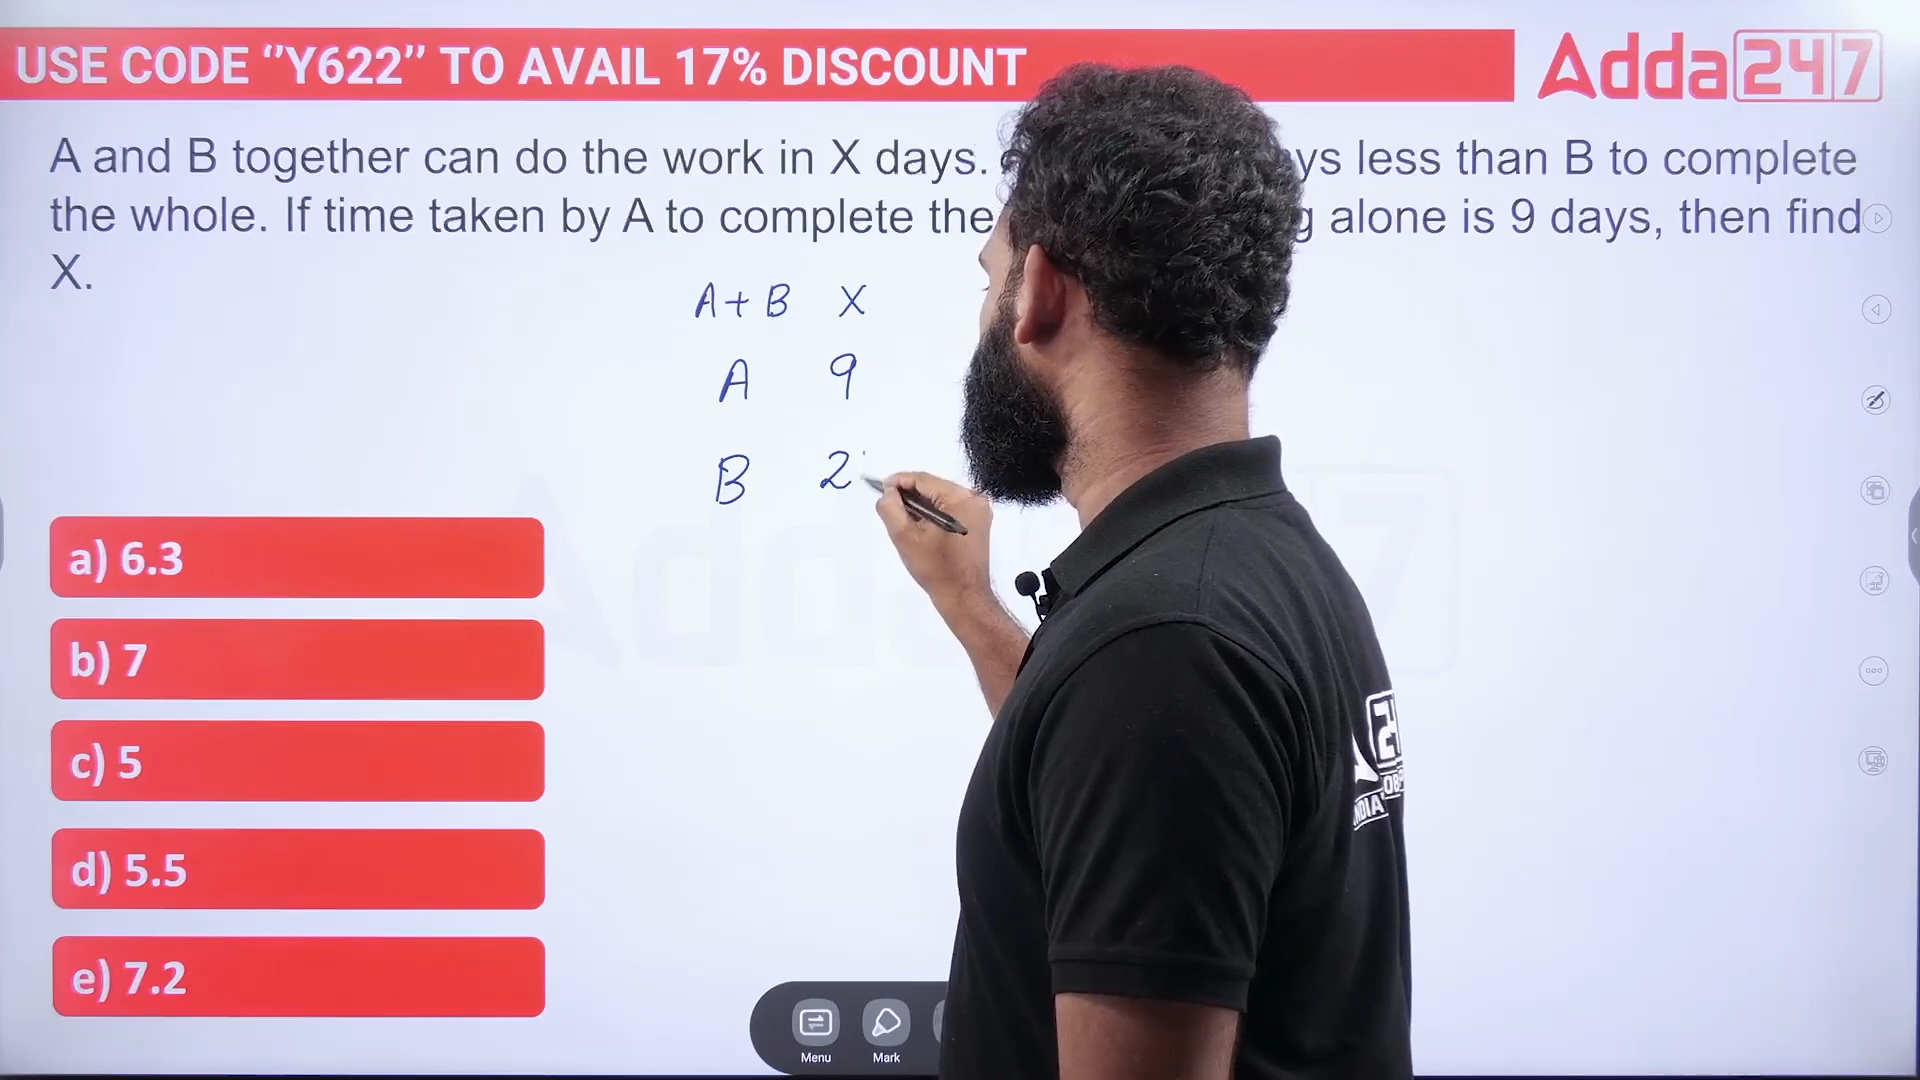 USE CODE “Y622” TO AVAIL 17% DISCOUNT
Adda247
A and B together can do the work in X days. less than B to complete
the whole. If time taken by A to complete the alone is 9 days, then find
X.
A+B X
A 9
B 2
a) 6.3
b) 7
c) 5
d) 5.5
e) 7.2
Menu Mark